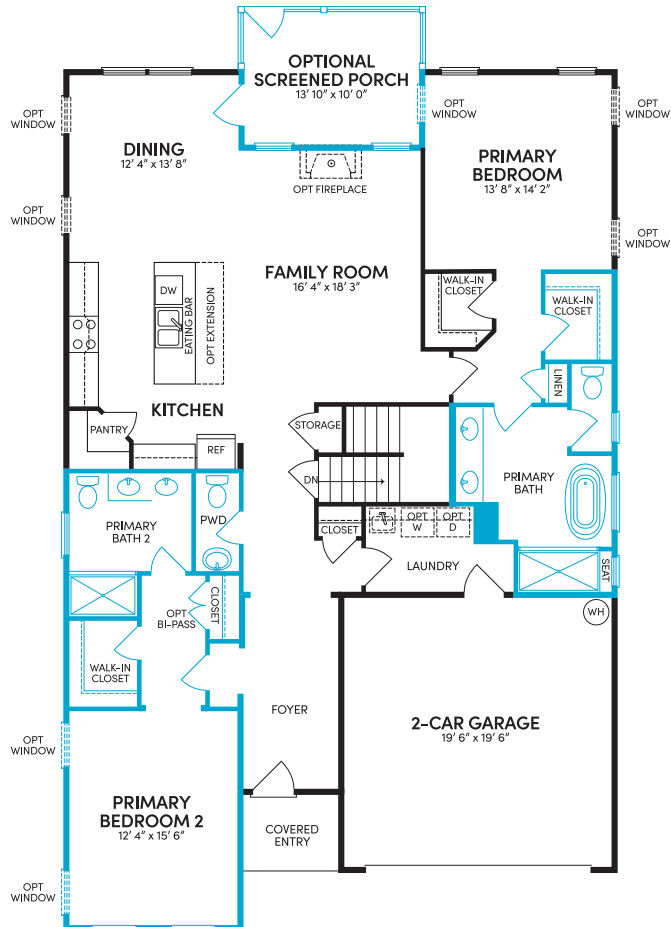 OPTIONAL
SCREENED PORCH
13' 10" x 10' 0"
OPT
WINDOW
OPT
WINDOW
OPT
WINDOW
DINING
12' 4" x 13' 8"
PRIMARY
BEDROOM
13' 8" x 14' 2"
OPT FIREPLACE
OPT
WINDOW
OPT
WINDOW
FAMILY ROOM
16' 4" x 18' 3"
WALK-IN
CLOSET
WALK-IN
CLOSET
DW
EATING BAR
OPT EXTENSION
LINEN
KITCHEN
PANTRY
REF
STORAGE
DN
PRIMARY
BATH
PRIMARY
BATH 2
PWD
CLOSET
OPT
W
OPT
D
LAUNDRY
SEAT
CLOSET
OPT
BI-PASS
WH
WALK-IN
CLOSET
FOYER
2-CAR GARAGE
19' 6" x 19' 6"
OPT
WINDOW
PRIMARY
BEDROOM 2
12' 4" x 15' 6"
COVERED
ENTRY
OPT
WINDOW